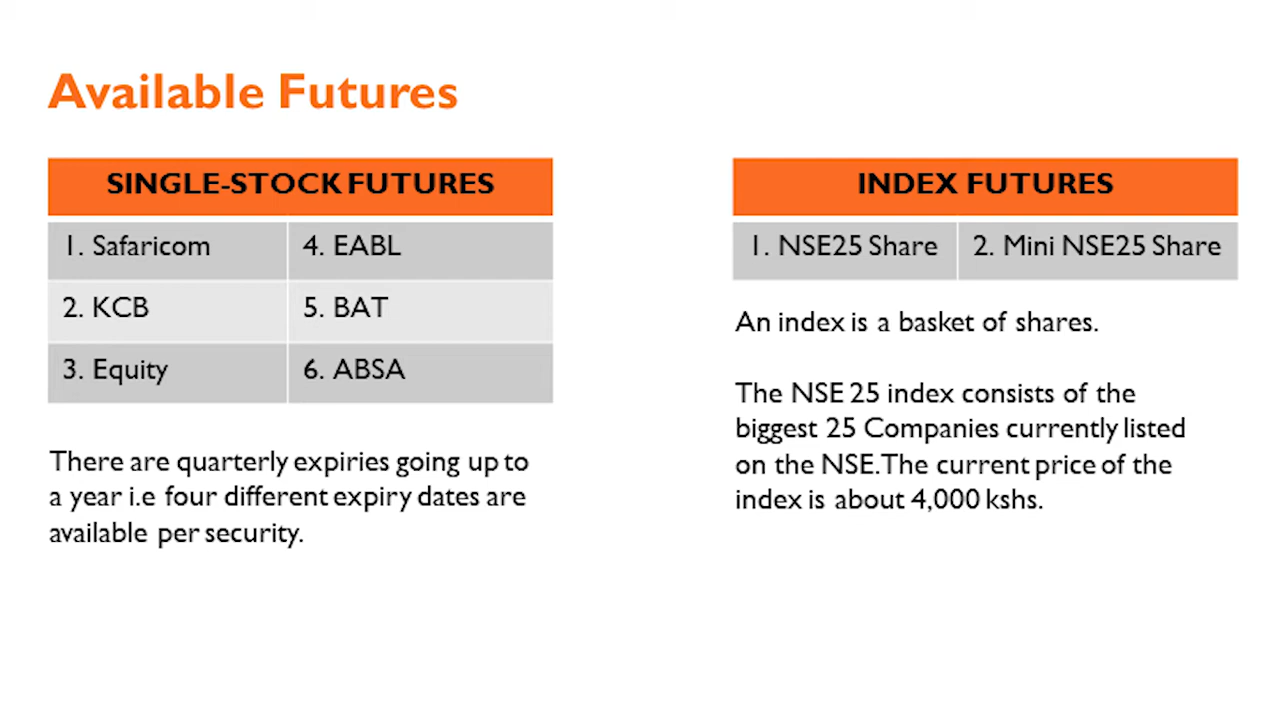 Available Futures
SINGLE-STOCK FUTURES
1. Safaricom
4. EABL
2. KCB
5. BAT
3. Equity
6. ABSA
There are quarterly expiries going up to
a year i.e four different expiry dates are
available per security.
INDEX FUTURES
1. NSE25 Share
2. Mini NSE25 Share
An index is a basket of shares.
The NSE 25 index consists of the
biggest 25 Companies currently listed
on the NSE. The current price of the
index is about 4,000 kshs.